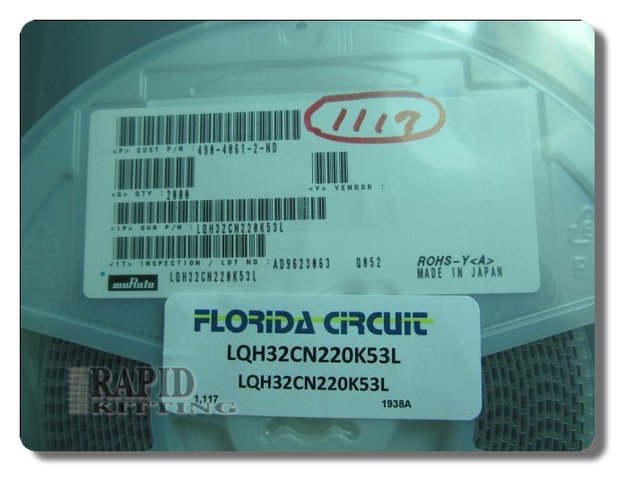 1117
<P> CUST P/N : 490-4061-2-ND
<Q> QTY : 2000
<V> VENDOR :
<1P> OUR P/N : LQH32CN220K53L
<1T> INSPECTION / LOT NO : AD9623063 Q052
ROHS-Y<A>
muRata
LQH32CN220K53L
MADE IN JAPAN
FLORIDA CIRCUIT
LQH32CN220K53L
LQH32CN220K53L
1,117
1938A
RAPID
KITTING